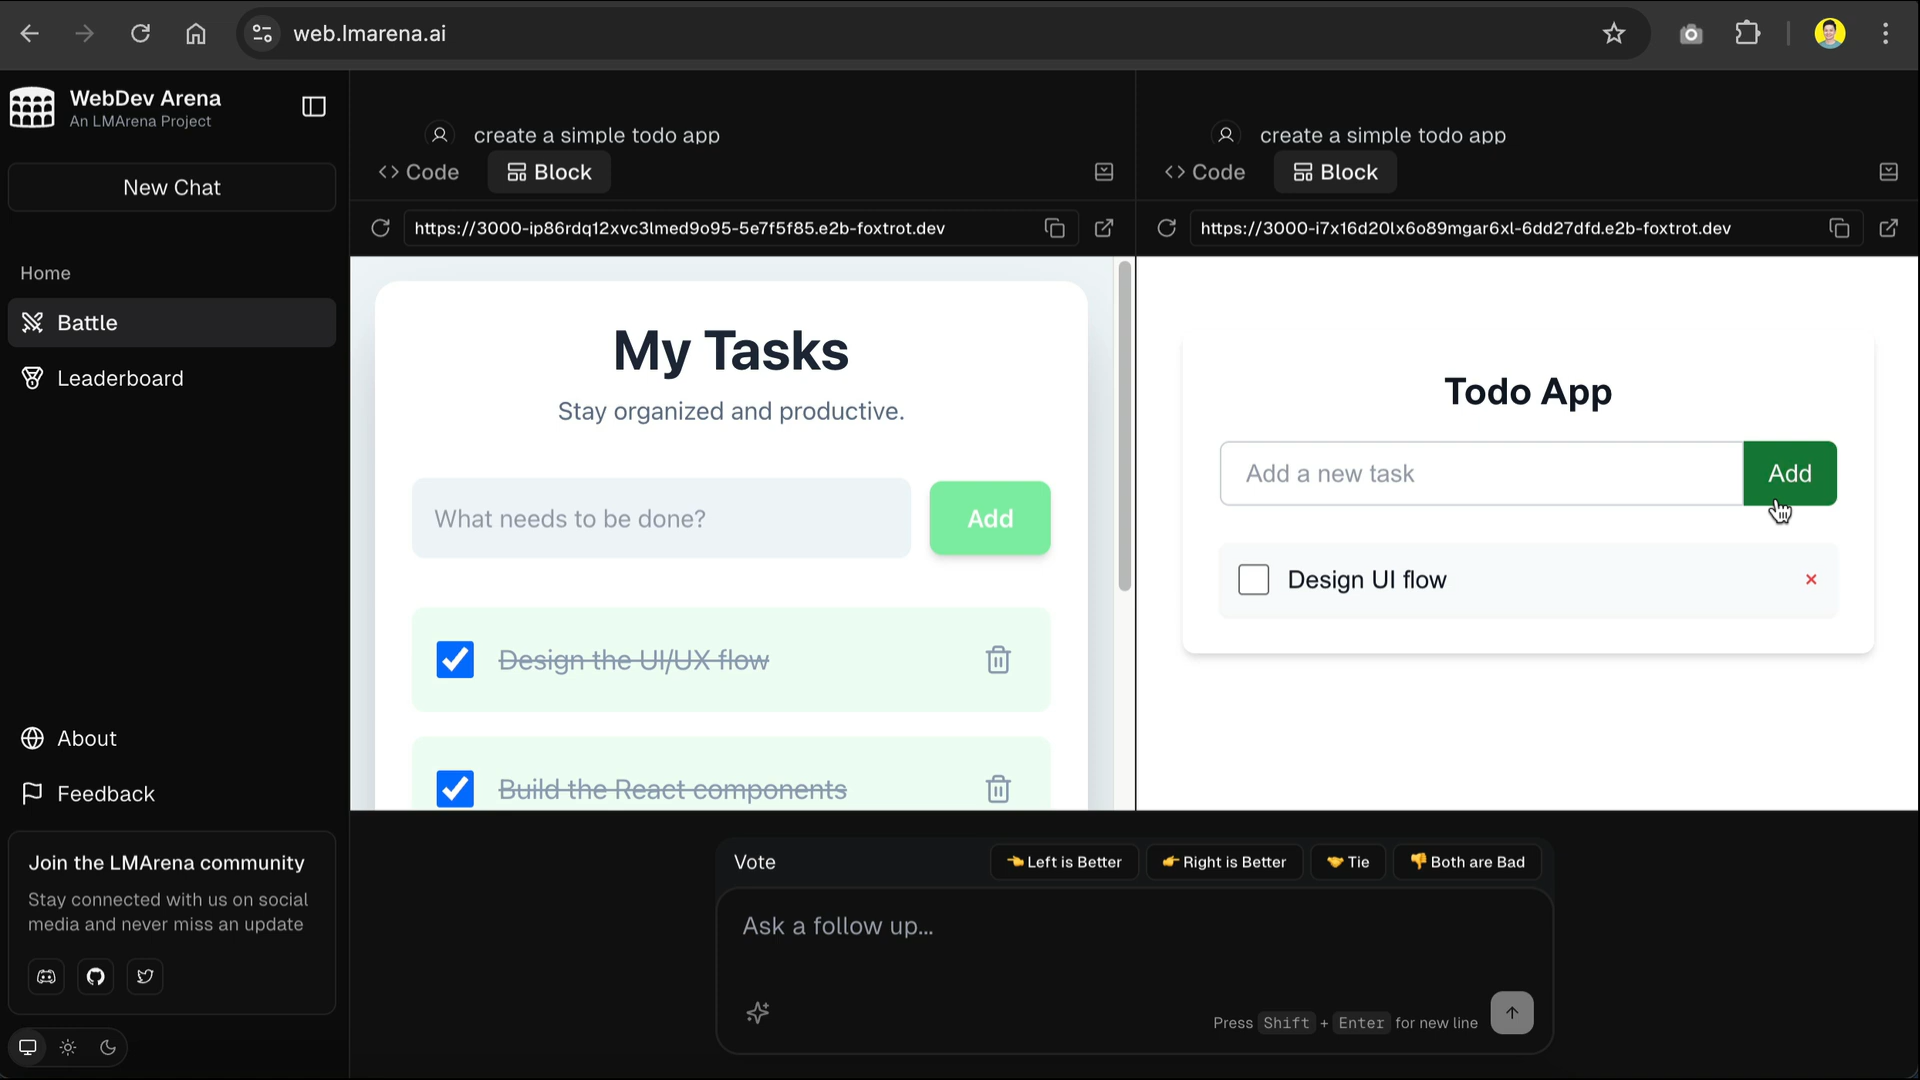 web.lmarena.ai
WebDev Arena
An LMArena Project
New Chat
Home
Battle
Leaderboard
About
Feedback
Join the LMArena community
Stay connected with us on social
media and never miss an update
create a simple todo app
Code
Block
https://3000-ip86rdq12xvc3lmed9o95-5e7f5f85.e2b-foxtrot.dev
My Tasks
Stay organized and productive.
What needs to be done?
Add
Design the UI/UX flow
Build the React components
create a simple todo app
Code
Block
https://3000-i7x16d20lx6o89mgar6xl-6dd27dfd.e2b-foxtrot.dev
Todo App
Add a new task
Add
Design UI flow
Vote
Left is Better
Right is Better
Tie
Both are Bad
Ask a follow up...
Press Shift + Enter for new line